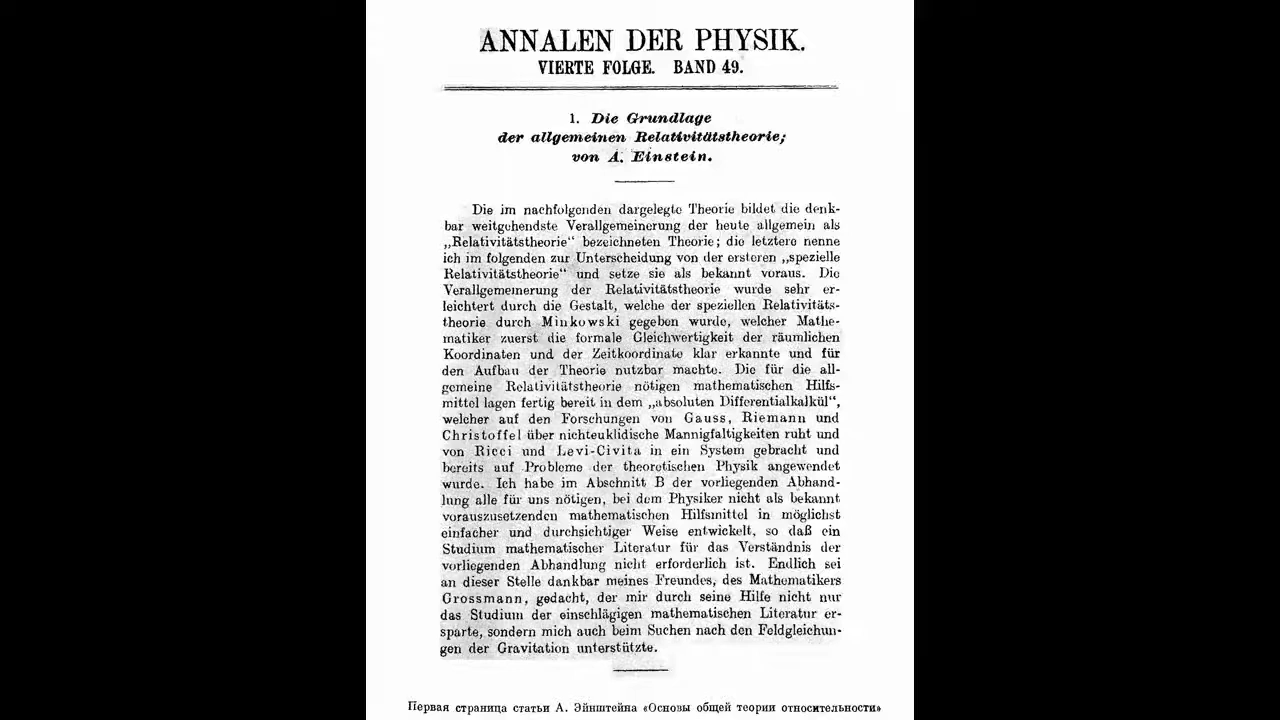 ANNALEN DER PHYSIK.
VIERTE FOLGE. BAND 49.
1. Die Grundlage
der allgemeinen Relativitätstheorie;
von A. Einstein.
Die im nachfolgenden dargelegte Theorie bildet die denk-
bar weitgehendste Verallgemeinerung der heute allgemein als
„Relativitätstheorie“ bezeichneten Theorie; die letztere nenne
ich im folgenden zur Unterscheidung von der ersteren „spezielle
Relativitätstheorie“ und setze sie als bekannt voraus. Die
Verallgemeinerung der Relativitätstheorie wurde sehr er-
leichtert durch die Gestalt, welche der speziellen Relativitäts-
theorie durch Minkowski gegeben wurde, welcher Mathe-
matiker zuerst die formale Gleichwertigkeit der räumlichen
Koordinaten und der Zeitkoordinate klar erkannte und für
den Aufbau der Theorie nutzbar machte. Die für die all-
gemeine Relativitätstheorie nötigen mathematischen Hilfs-
mittel lagen fertig bereit in dem „absoluten Differentialkalkül“,
welcher auf den Forschungen von Gauss, Riemann und
Christoffel über nichteuklidische Mannigfaltigkeiten ruht und
von Ricci und Levi-Civita in ein System gebracht und
bereits auf Probleme der theoretischen Physik angewendet
wurde. Ich habe im Abschnitt B der vorliegenden Abhand-
lung alle für uns nötigen, bei dem Physiker nicht als bekannt
vorauszusetzenden mathematischen Hilfsmittel in möglichst
einfacher und durchsichtiger Weise entwickelt, so daß ein
Studium mathematischer Literatur für das Verständnis der
vorliegenden Abhandlung nicht erforderlich ist. Endlich sei
an dieser Stelle dankbar meines Freundes, des Mathematikers
Grossmann, gedacht, der mir durch seine Hilfe nicht nur
das Studium der einschlägigen mathematischen Literatur er-
sparte, sondern mich auch beim Suchen nach den Feldgleichun-
gen der Gravitation unterstützte.
Первая страница статьи А. Эйнштейна «Основы общей теории относительности»